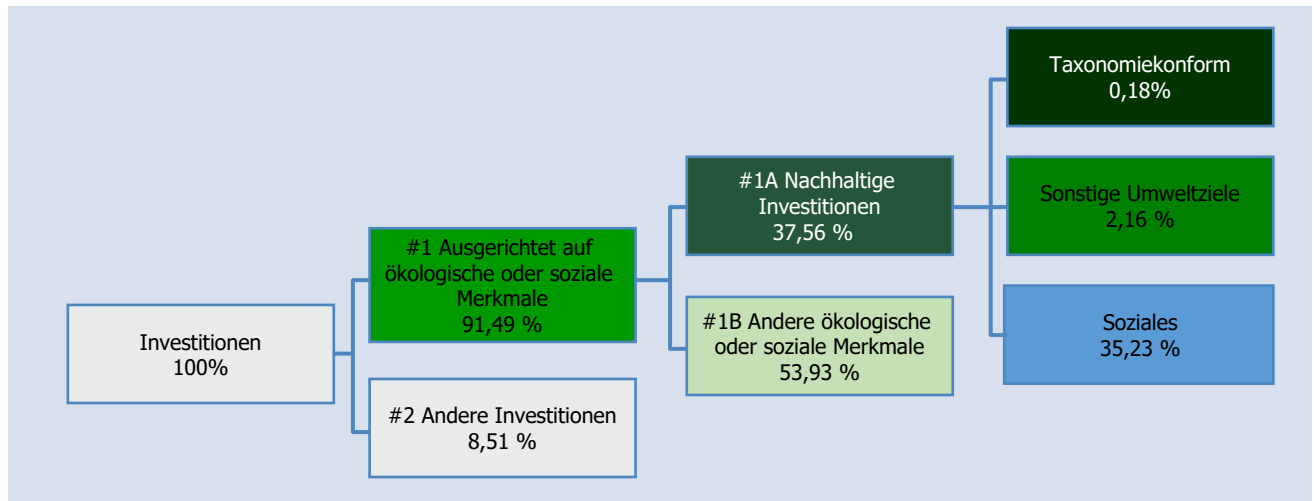 Investitionen
100%
#1 Ausgerichtet auf
ökologische oder soziale
Merkmale
91,49 %
#2 Andere Investitionen
8,51 %
#1A Nachhaltige
Investitionen
37,56 %
#1B Andere ökologische
oder soziale Merkmale
53,93 %
Taxonomiekonform
0,18%
Sonstige Umweltziele
2,16 %
Soziales
35,23 %